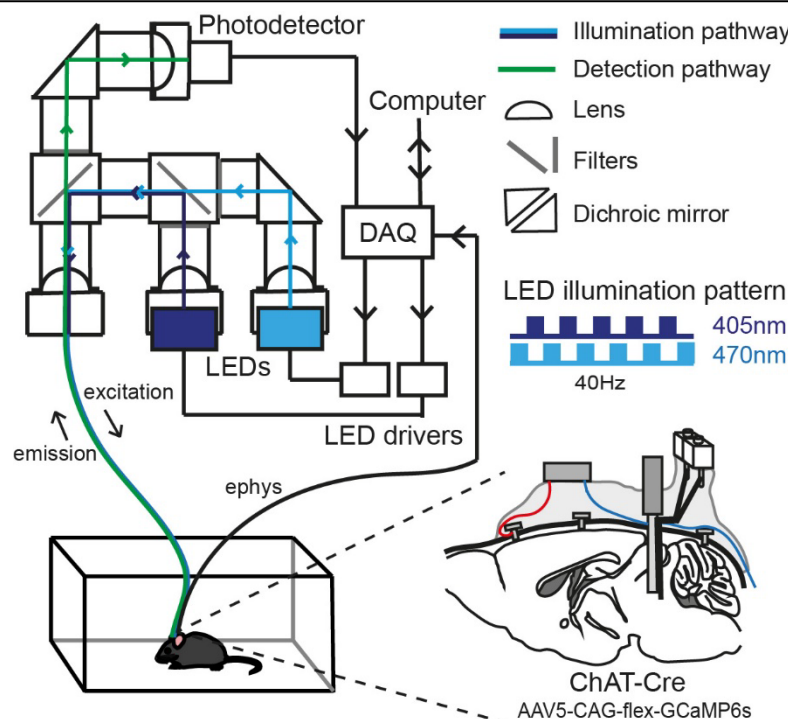 Photodetector
Illumination pathway
Detection pathway
Computer
Lens
Filters
Dichroic mirror
DAQ
LED illumination pattern
405nm
470nm
40Hz
LEDs
LED drivers
excitation
emission
ephys
ChAT-Cre
AAV5-CAG-flex-GCaMP6s